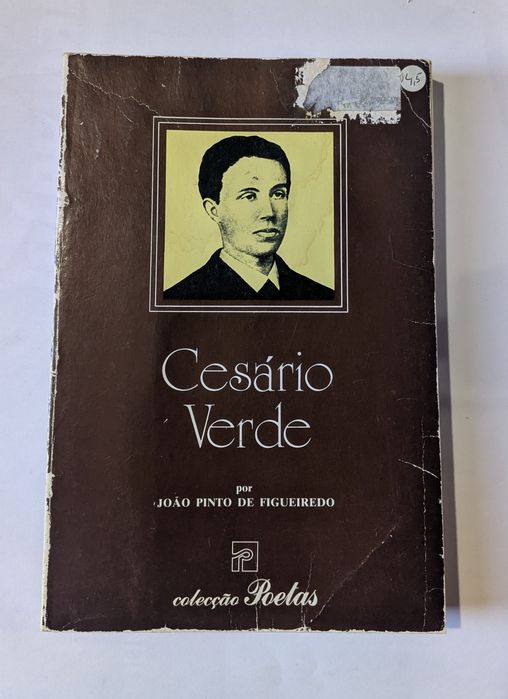 14,5
Cesário
Verde
por
JOÃO PINTO DE FIGUEIREDO
colecção Poetas